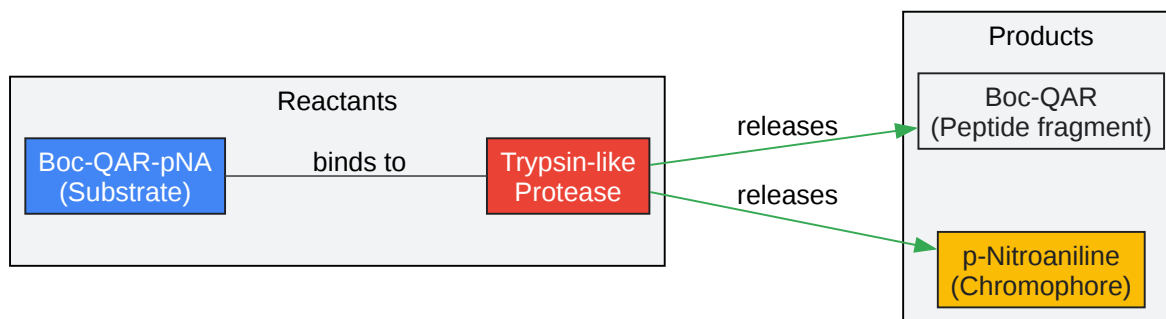 Reactants
Boc-QAR-pNA
(Substrate)
binds to
Trypsin-like
Protease
releases
releases
Products
Boc-QAR
(Peptide fragment)
p-Nitroaniline
(Chromophore)